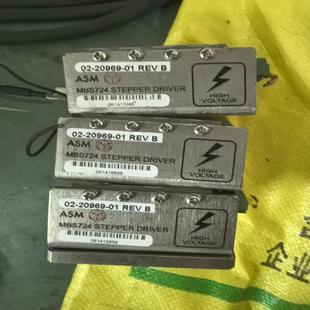 02-20969-01 REV B
ASM
MBS724 STEPPER DRIVER
HIGH
VOLTAGE
02-20969-01 REV B
ASM
MBS724 STEPPER DRIVER
HIGH
VOLTAGE
02-20969-01 REV B
ASM
MBS724 STEPPER DRIVER
HIGH
VOLTAGE
企业